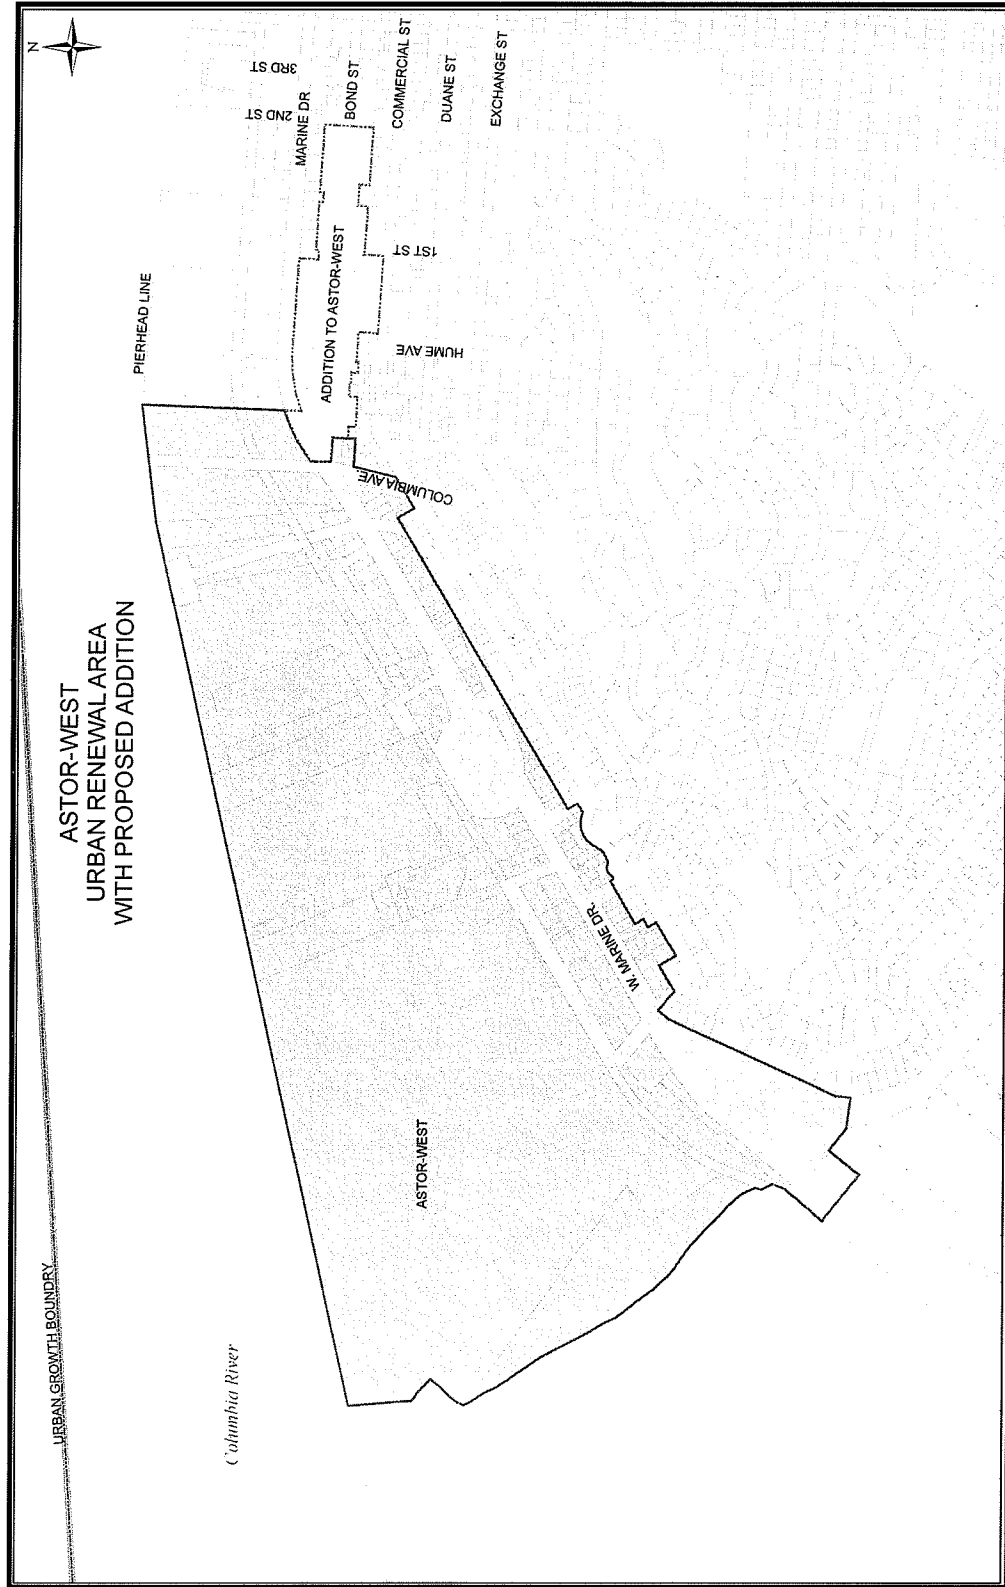 ASTOR-WEST
URBAN RENEWAL AREA
WITH PROPOSED ADDITION
N
URBAN GROWTH BOUNDRY
Columbia River
PIERHEAD LINE
3RD ST
2ND ST
MARINE DR
BOND ST
COMMERCIAL ST
DUANE ST
EXCHANGE ST
ADDITION TO ASTOR-WEST
1ST ST
HUME AVE
COLUMBIA AVE.
W. MARINE DR.
ASTOR-WEST